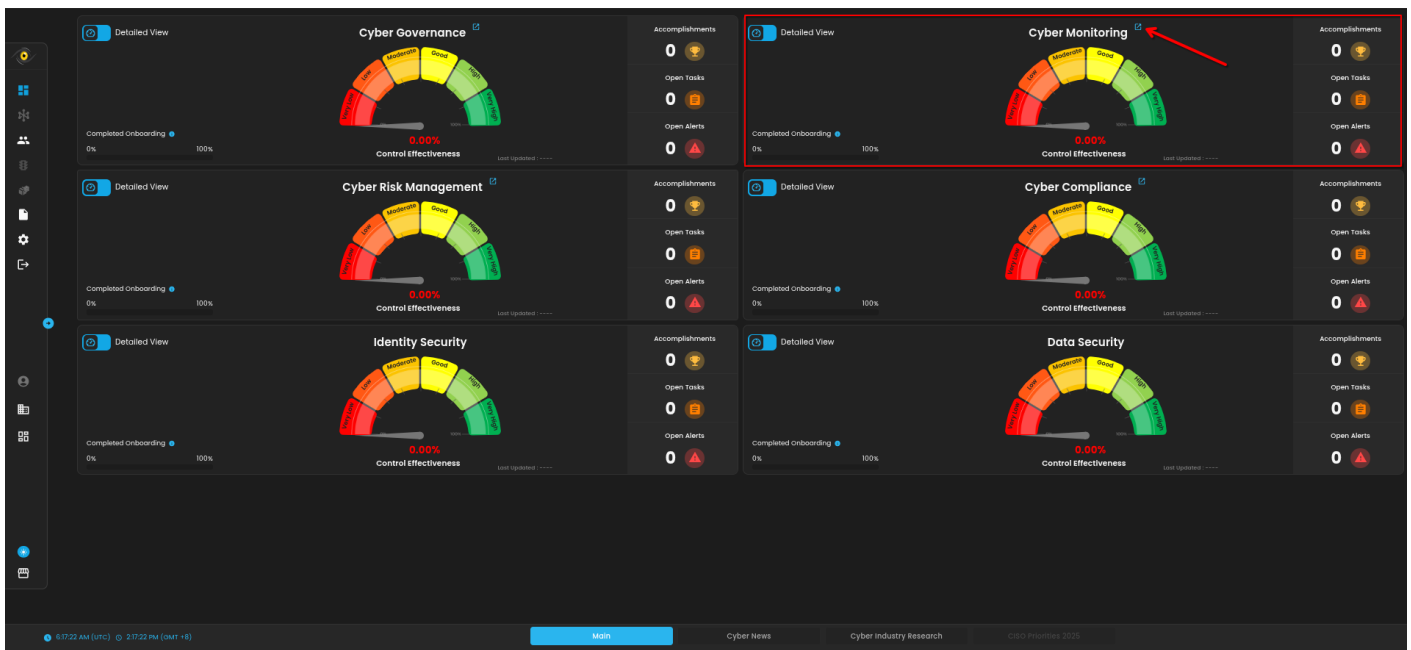 Detailed View
Cyber Governance
Very Low
Low
Moderate
Good
High
Very High
0.00%
Control Effectiveness
Completed Onboarding
0%
100%
Last Updated : ----
Accomplishments
0
Open Tasks
0
Open Alerts
0
Detailed View
Cyber Monitoring
Very Low
Low
Moderate
Good
High
Very High
0.00%
Control Effectiveness
Completed Onboarding
0%
100%
Last Updated : ----
Accomplishments
0
Open Tasks
0
Open Alerts
0
Detailed View
Cyber Risk Management
Very Low
Low
Moderate
Good
High
Very High
0.00%
Control Effectiveness
Completed Onboarding
0%
100%
Last Updated : ----
Accomplishments
0
Open Tasks
0
Open Alerts
0
Detailed View
Cyber Compliance
Very Low
Low
Moderate
Good
High
Very High
0.00%
Control Effectiveness
Completed Onboarding
0%
100%
Last Updated : ----
Accomplishments
0
Open Tasks
0
Open Alerts
0
Detailed View
Identity Security
Very Low
Low
Moderate
Good
High
Very High
0.00%
Control Effectiveness
Completed Onboarding
0%
100%
Last Updated : ----
Accomplishments
0
Open Tasks
0
Open Alerts
0
Detailed View
Data Security
Very Low
Low
Moderate
Good
High
Very High
0.00%
Control Effectiveness
Completed Onboarding
0%
100%
Last Updated : ----
Accomplishments
0
Open Tasks
0
Open Alerts
0
6:17:22 AM (UTC) 2:17:22 PM (GMT +8)
Main
Cyber News
Cyber Industry Research
CISO Priorities 2025